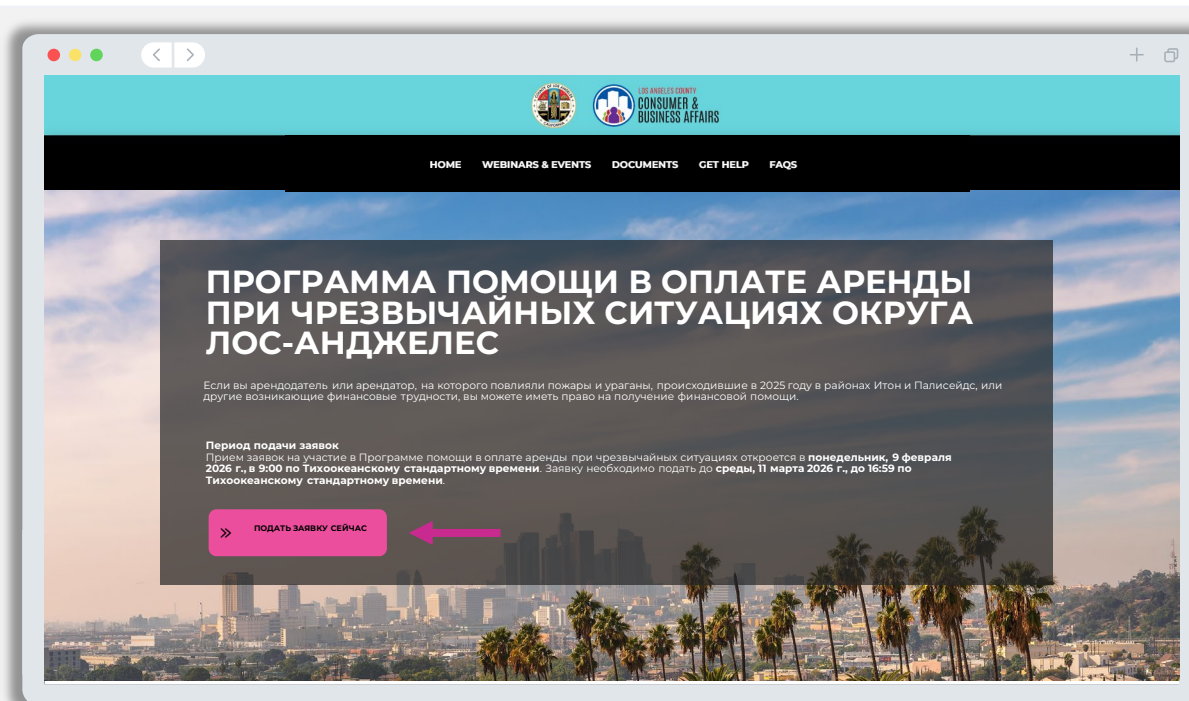 LOS ANGELES COUNTY
CONSUMER &
BUSINESS AFFAIRS
HOME WEBINARS & EVENTS DOCUMENTS GET HELP FAQS
ПРОГРАММА ПОМОЩИ В ОПЛАТЕ АРЕНДЫ
ПРИ ЧРЕЗВЫЧАЙНЫХ СИТУАЦИЯХ ОКРУГА
ЛОС-АНДЖЕЛЕС
Если вы арендодатель или арендатор, на которого повлияли пожары и ураганы, происходившие в 2025 году в районах Итон и Палисейдс, или
другие возникающие финансовые трудности, вы можете иметь право на получение финансовой помощи.
Период подачи заявок
Прием заявок на участие в Программе помощи в оплате аренды при чрезвычайных ситуациях откроется в понедельник, 9 февраля
2026 г., в 9:00 по Тихоокеанскому стандартному времени. Заявку необходимо подать до среды, 11 марта 2026 г., до 16:59 по
Тихоокеанскому стандартному времени.
ПОДАТЬ ЗАЯВКУ СЕЙЧАС